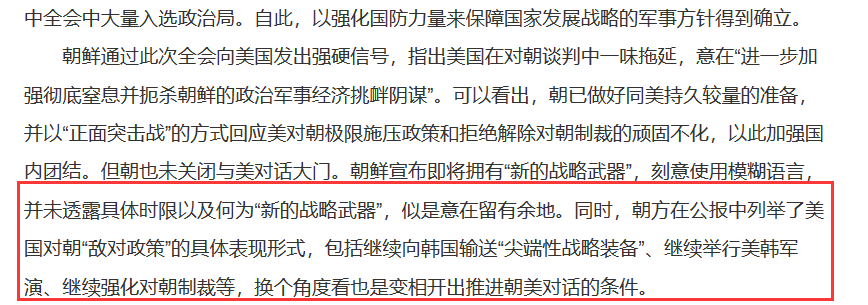 中全会中大量入选政治局。自此，以强化国防力量来保障国家发展战略的军事方针得到确立。
朝鲜通过此次全会向美国发出强硬信号，指出美国在对朝谈判中一味拖延，意在“进一步加
强彻底窒息并扼杀朝鲜的政治军事经济挑衅阴谋”。可以看出，朝已做好同美持久较量的准备，
并以“正面突击战”的方式回应美对朝极限施压政策和拒绝解除对朝制裁的顽固不化，以此加强国
内团结。但朝也未关闭与美对话大门。朝鲜宣布即将拥有“新的战略武器”，刻意使用模糊语言，
并未透露具体时限以及何为“新的战略武器”，似是意在留有余地。同时，朝方在公报中列举了美
国对朝“敌对政策”的具体表现形式，包括继续向韩国输送“尖端性战略装备”、继续举行美韩军
演、继续强化对朝制裁等，换个角度看也是变相开出推进朝美对话的条件。